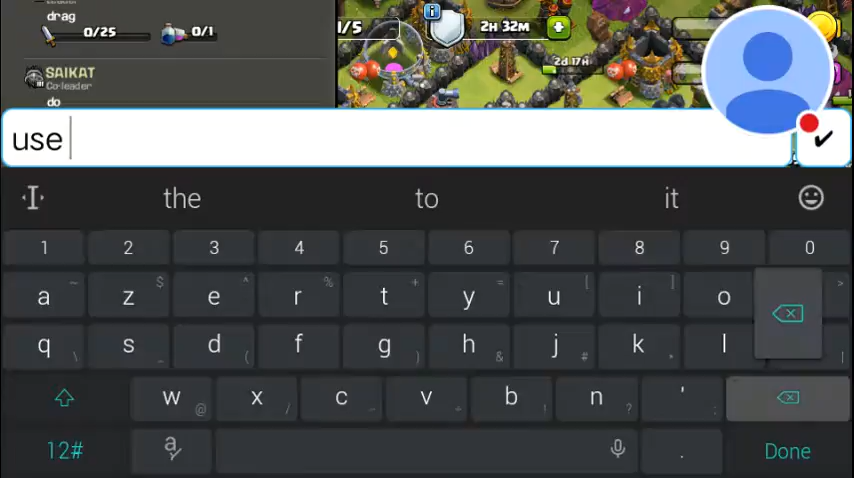 drag
0/25
0/1
1/5
2h 32m
2d 17h
SAIKAT
Co-leader
do
use
the
to
it
1 2 3 4 5 6 7 8 9 0
~ $ ^ % + = [ ] >
a z e r t y u i o
q s d f g h j k l
\ _ ( ) & # * |
w x c v b n '
@ / - ! ? ;
12# a .
Done